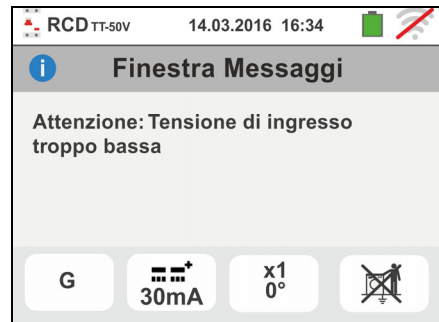 RCD TT-50V 14.03.2016 16:34
i Finestra Messaggi
Attenzione: Tensione di ingresso
troppo bassa
G
+
30mA
x1
0°